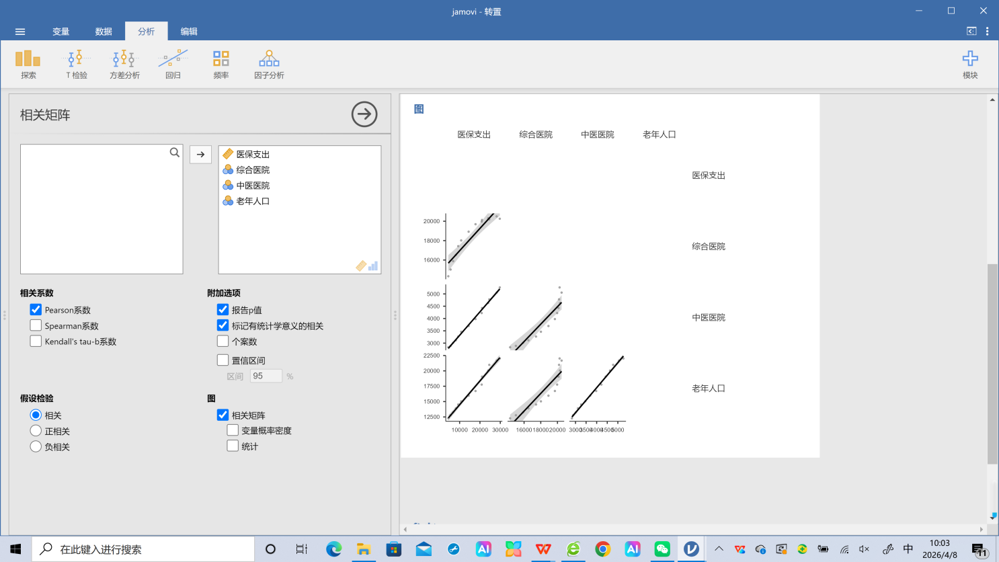 jamovi - 转置
变量 数据 分析 编辑
探索 T 检验 方差分析 回归 频率 因子分析 模块
相关矩阵
医保支出
综合医院
中医医院
老年人口
相关系数
Pearson系数
Spearman系数
Kendall's tau-b系数
附加选项
报告p值
标记有统计学意义的相关
个案数
置信区间
区间 95 %
假设检验
相关
正相关
负相关
图
相关矩阵
变量概率密度
统计
图
医保支出 综合医院 中医医院 老年人口
医保支出
20000
18000
16000
综合医院
5000
4500
4000
3500
3000
中医医院
22500
20000
17500
15000
12500
老年人口
10000 20000 30000 16000 18000 20000 3000 3500 4000 4500 5000
在此键入进行搜索
中
10:03
2026/4/8
11